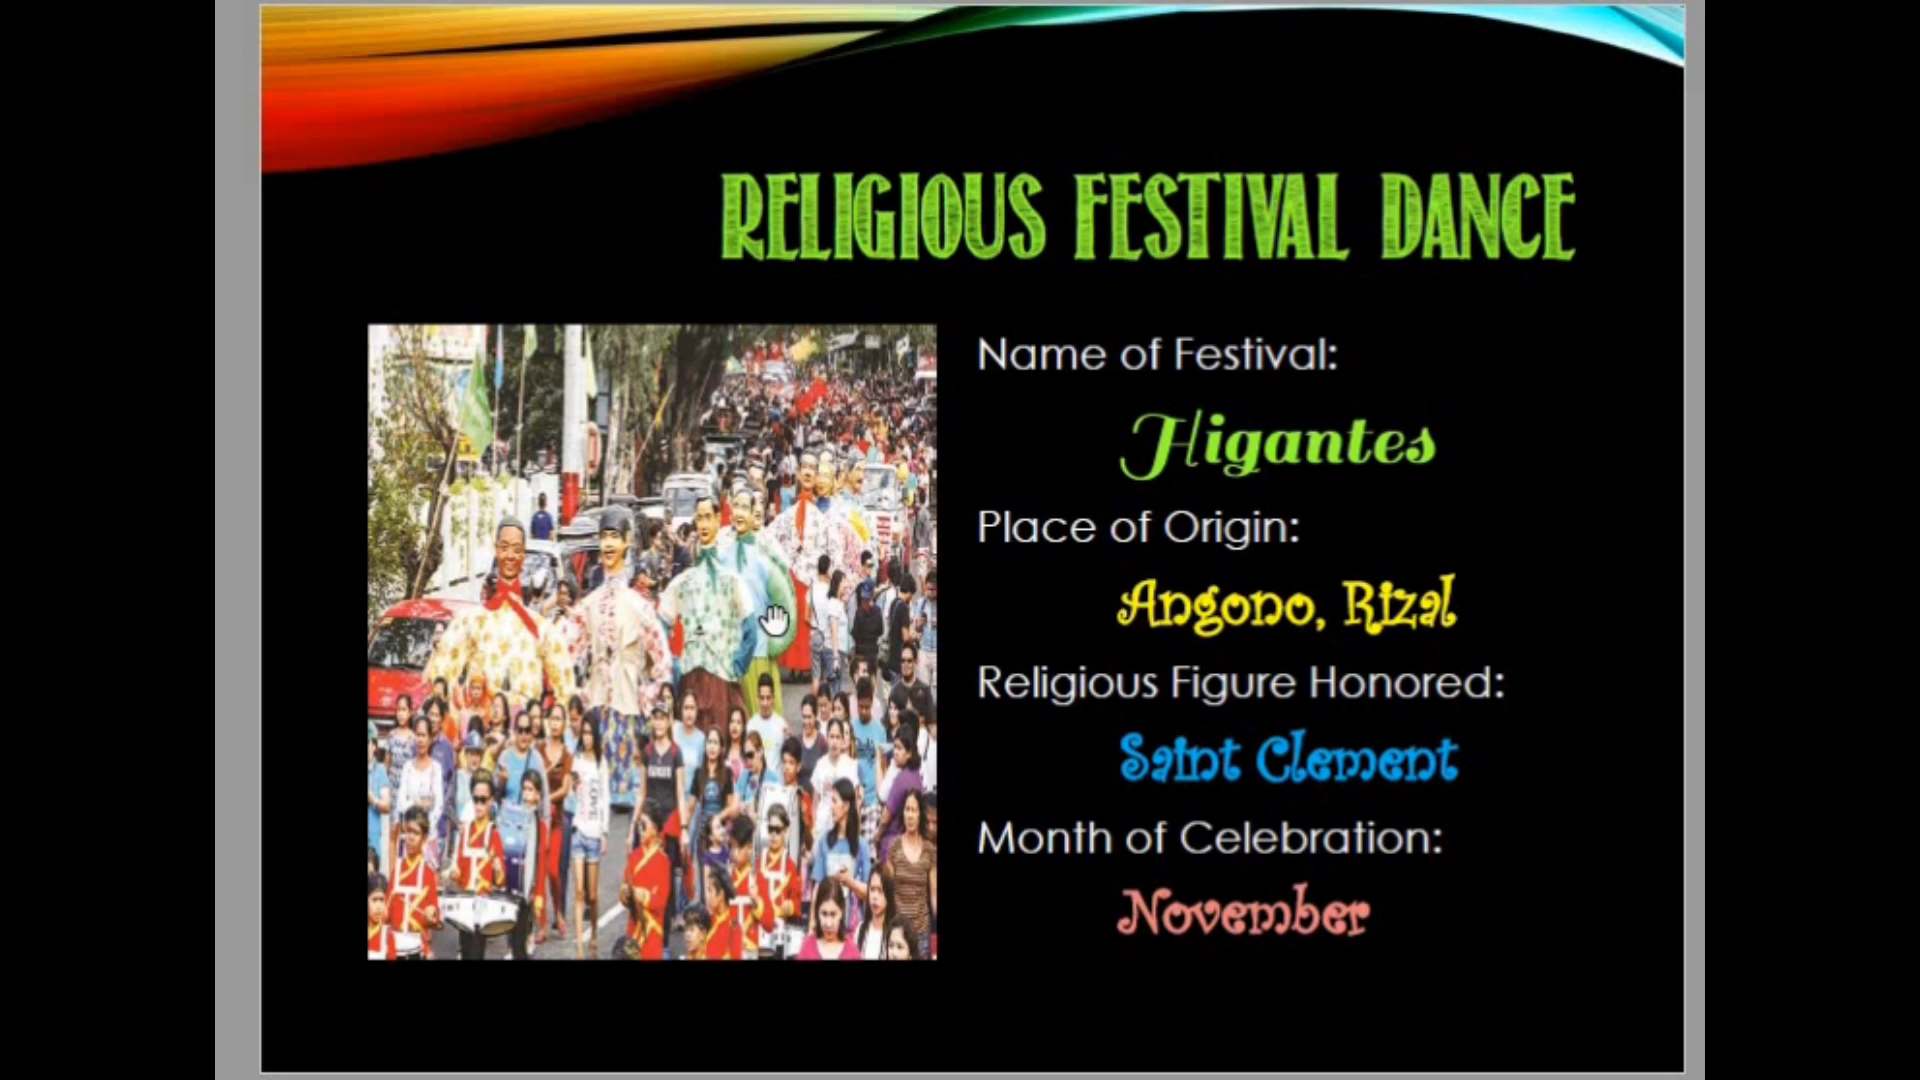 RELIGIOUS FESTIVAL DANCE
Name of Festival:
Higantes
Place of Origin:
Angono, Rizal
Religious Figure Honored:
Saint Clement
Month of Celebration:
November
LOVE